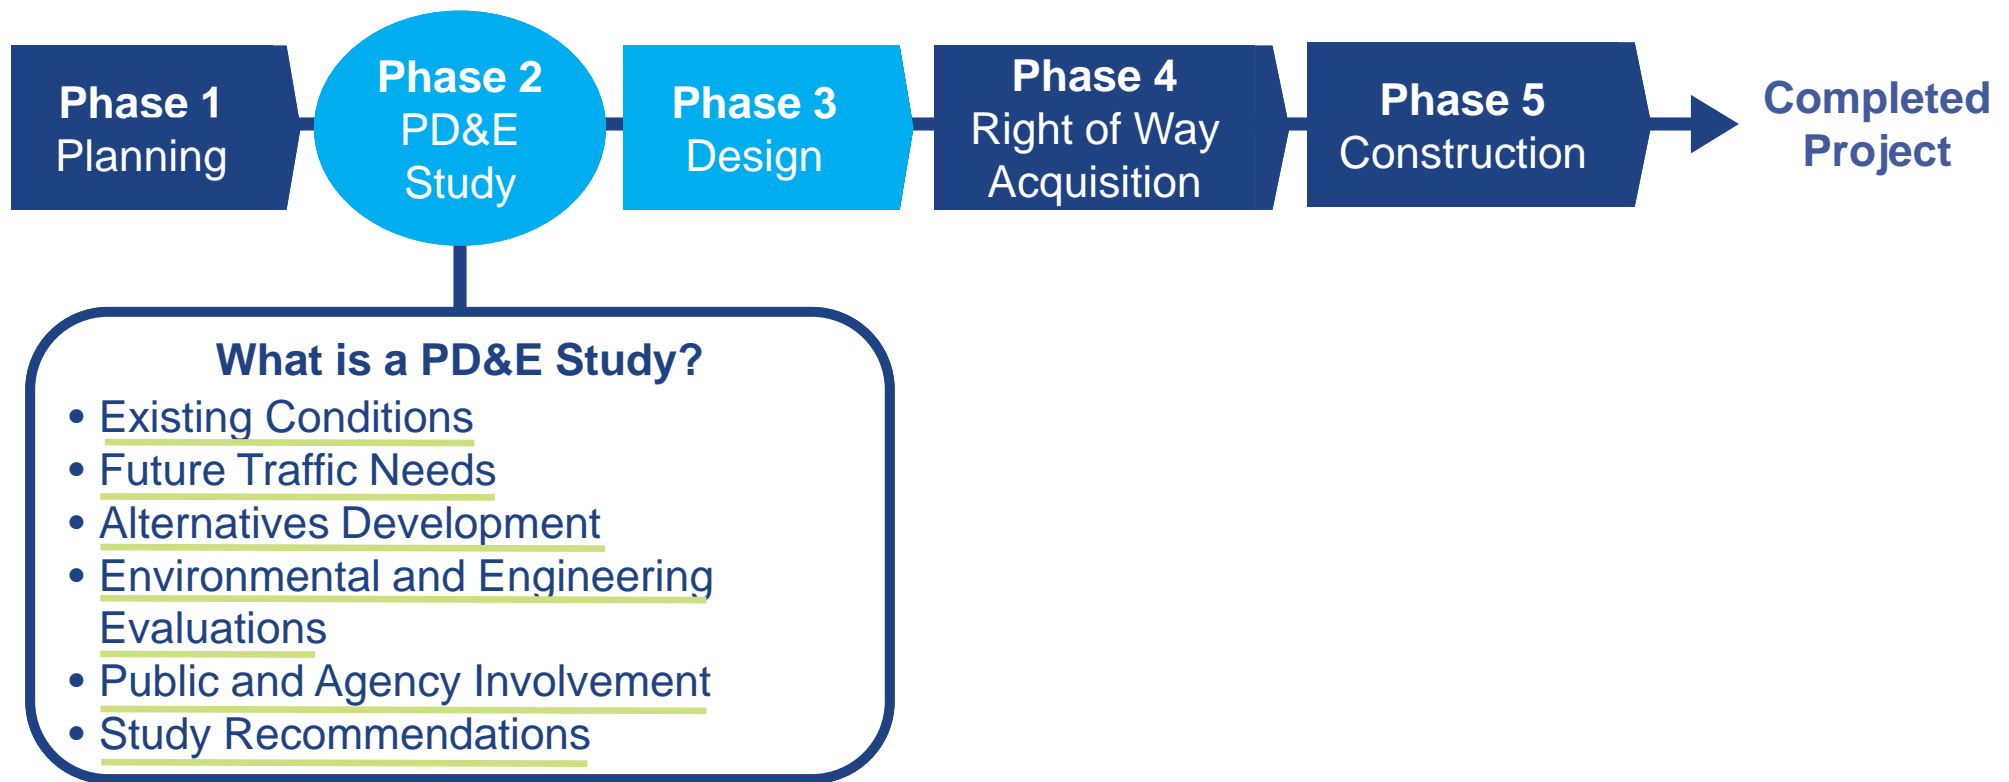 Phase 1
Planning
Phase 2
PD&E
Study
Phase 3
Design
Phase 4
Right of Way
Acquisition
Phase 5
Construction
Completed
Project
What is a PD&E Study?
• Existing Conditions
• Future Traffic Needs
• Alternatives Development
• Environmental and Engineering
Evaluations
• Public and Agency Involvement
• Study Recommendations